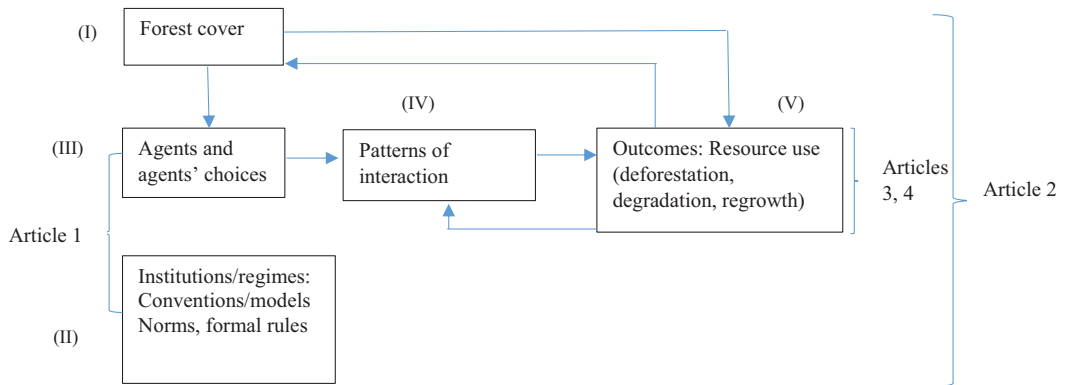 (I)
Forest cover
(IV)
(V)
(III)
Agents and
agents’ choices
Patterns of
interaction
Outcomes: Resource use
(deforestation,
degradation, regrowth)
Articles
3, 4
Article 2
Article 1
Institutions/regimes:
Conventions/models
Norms, formal rules
(II)